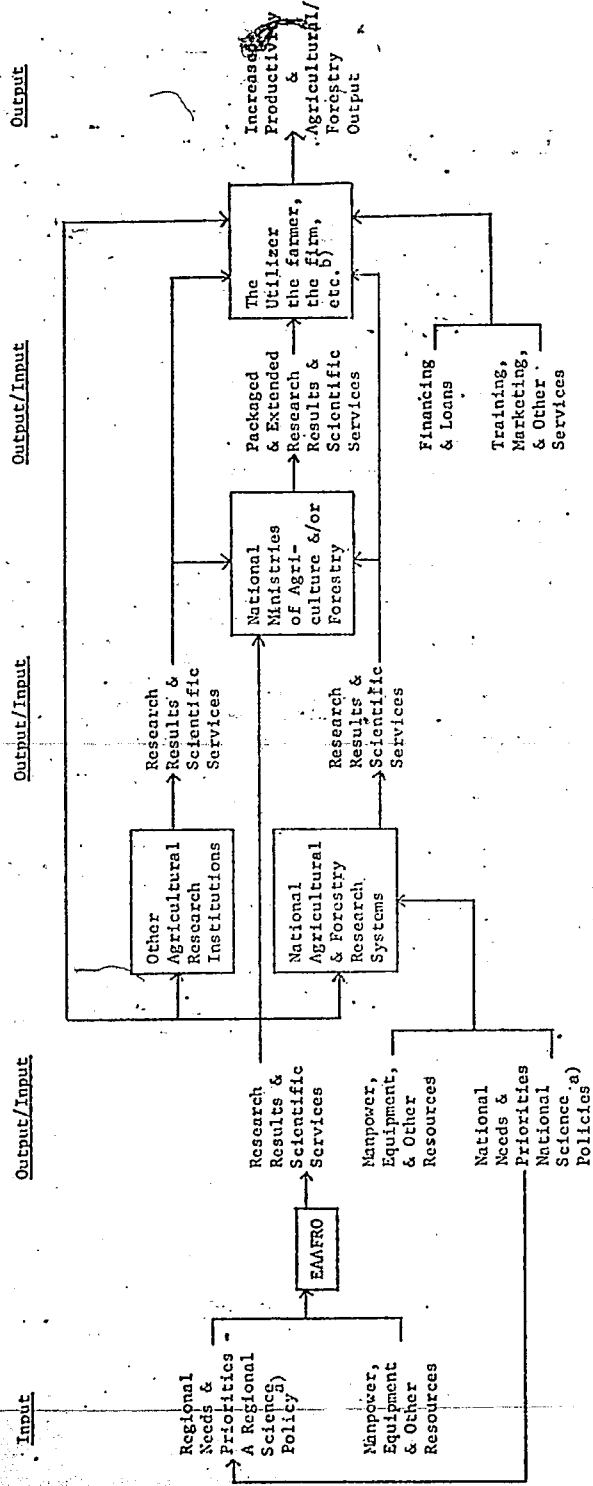 Input
Output/Input
Output/Input
Output/Input
Output
Regional
Needs &
Priorities -
A Regional
Science a)
Policy
Manpower,
Equipment
& Other
Resources
EAAFRO
Research
Results &
Scientific
Services
Manpower,
Equipment,
& Other
Resources
National
Needs &
Priorities
National
Science a)
Policies
Other
Agricultural
Research
Institutions
National
Agricultural
& Forestry
Research
Systems
Research
Results &
Scientific
Services
Research
Results &
Scientific
Services
National
Ministries
of Agri-
culture &/or
Forestry
Packaged
& Extended
Research
Results &
Scientific
Services
Financing
& Loans
Training,
Marketing,
& Other
Services
The
Utilizer
the farmer,
the firm,
etc. b)
Increased
Productivity
&
Agricultural/
Forestry
Output